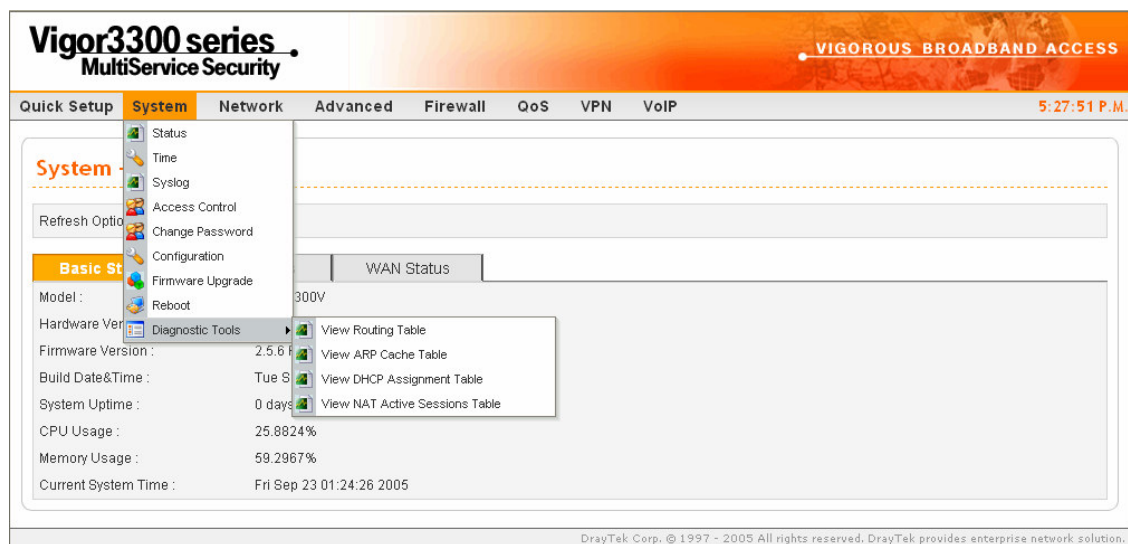 Vigor3300 series
MultiService Security
VIGOROUS BROADBAND ACCESS
Quick Setup System Network Advanced Firewall QoS VPN VoIP 5:27:51 P.M.
Status
Time
System -
Syslog
Access Control
Refresh Optio
Change Password
Configuration
Basic St WAN Status
Firmware Upgrade
Model : 300V
Reboot
Hardware Ver
Diagnostic Tools View Routing Table
Firmware Version : 2.5.6
View ARP Cache Table
Build Date&Time : Tue S
View DHCP Assignment Table
System Uptime : 0 days
View NAT Active Sessions Table
CPU Usage : 25.8824%
Memory Usage : 59.2967%
Current System Time : Fri Sep 23 01:24:26 2005
DrayTek Corp. © 1997 - 2005 All rights reserved. DrayTek provides enterprise network solution.